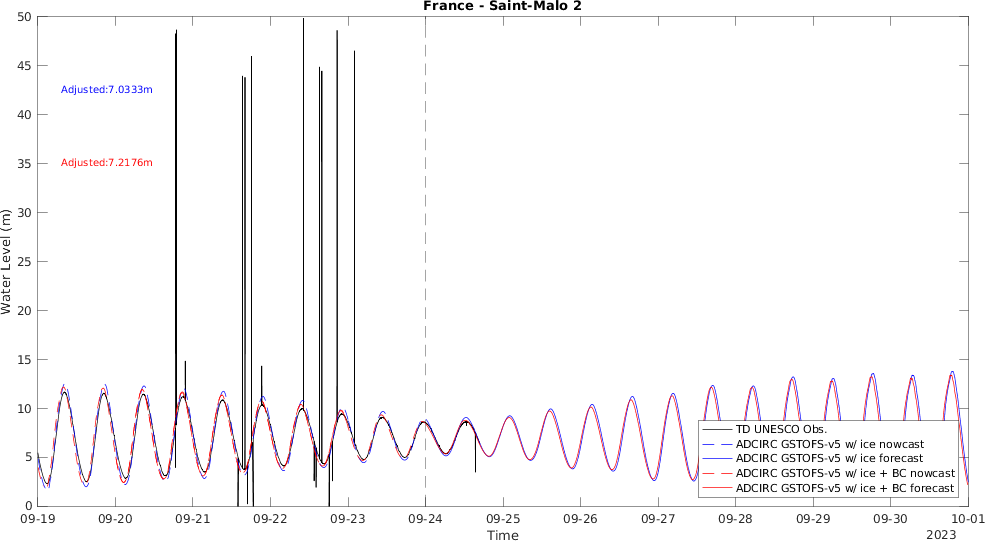 France - Saint-Malo 2
50
45
40
35
30
25
20
15
10
5
0
Water Level (m)
Adjusted:7.0333m
Adjusted:7.2176m
TD UNESCO Obs.
ADCIRC GSTOFS-v5 w/ ice nowcast
ADCIRC GSTOFS-v5 w/ ice forecast
ADCIRC GSTOFS-v5 w/ ice + BC nowcast
ADCIRC GSTOFS-v5 w/ ice + BC forecast
09-19 09-20 09-21 09-22 09-23 09-24 09-25 09-26 09-27 09-28 09-29 09-30 10-01
Time
2023